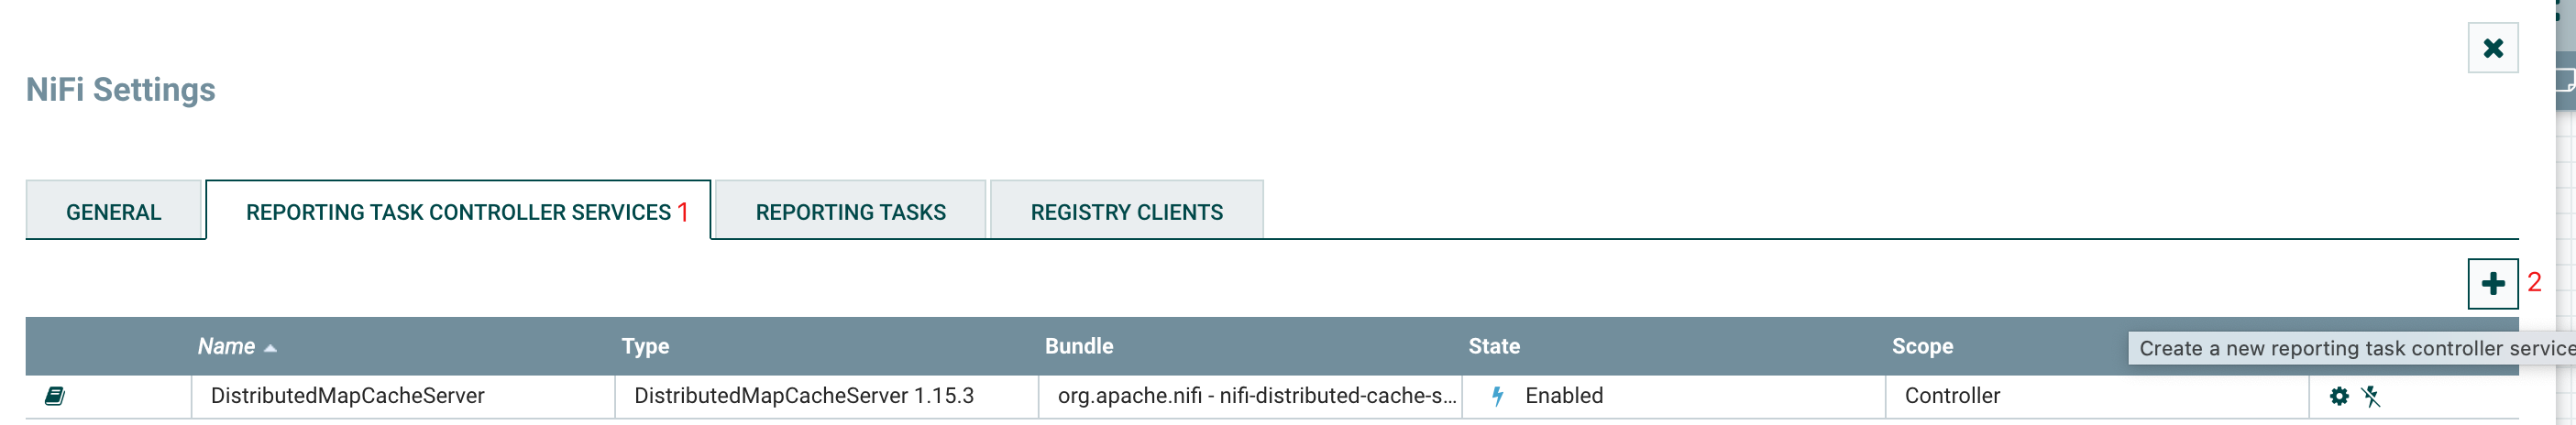 NiFi Settings
GENERAL
REPORTING TASK CONTROLLER SERVICES 1
REPORTING TASKS
REGISTRY CLIENTS
2
Name Type Bundle State Scope
Create a new reporting task controller service
DistributedMapCacheServer DistributedMapCacheServer 1.15.3 org.apache.nifi - nifi-distributed-cache-s... Enabled Controller